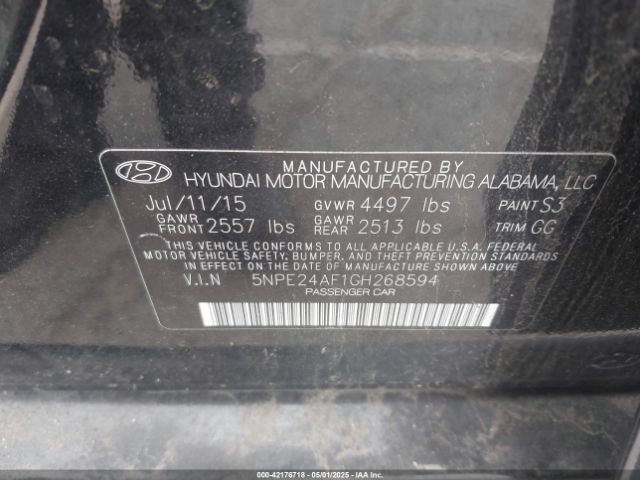 MANUFACTURED BY
HYUNDAI MOTOR MANUFACTURING ALABAMA, LLC
Jul/11/15 GVWR 4497 lbs PAINT S3
GAWR FRONT 2557 lbs GAWR REAR 2513 lbs TRIM GG
THIS VEHICLE CONFORMS TO ALL APPLICABLE U.S.A. FEDERAL
MOTOR VEHICLE SAFETY, BUMPER, AND THEFT PREVENTION STANDARDS
IN EFFECT ON THE DATE OF MANUFACTURE SHOWN ABOVE.
V.I.N 5NPE24AF1GH268594
PASSENGER CAR
000-42176718 - 05/01/2025 - IAAI.COM